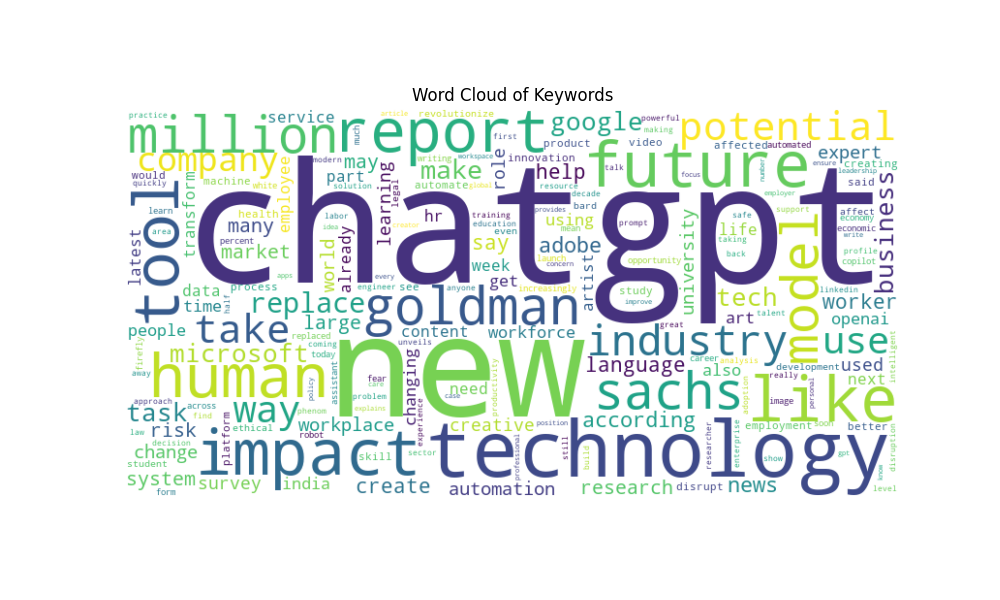 Word Cloud of Keywords
practice
much
article
revolutionize
first
powerful
making
service
google
potential
million
report
product
video
affected
automated
company
modern
may
legal
make
role
innovation
future
talk
number
ensure
expert
leadership
creating
would
quickly
employee
part
learning
writing
workspace
help
focus
said
business
transform
machine
white
solution
automate
global
resource
decade
employer
tool
chatgpt
latest
learn
health
labor
hr
training
provides
education
bard
using
prompt
university
safe
life
support
affect
economy
economic
area
many
idea
creator
even
mean
taking
percent
market
world
already
say
adobe
artist
launch
opportunity
back
model
profile
copilot
apps
week
tech
data
process
engineer
every
see
anyone
get
increasingly
concern
study
linkedin
time
half
replace
large
goldman
improve
art
talent
worker
openai
people
take
replaced
content
workforce
great
firefly
coming
unveils
new
industry
use
microsoft
today
changing
productivity
language
career
analysis
development
used
intelligent
away
human
policy
assistant
fear
care
problem
need
case
also
really
next
approach
phenom
explains
experience
sachs
adoption
image
personal
like
task
across
way
creative
according
employment
soon
better
law
risk
find
ethical
workplace
position
write
change
decision
platform
robot
sector
professional
still
researcher
enterprise
gpt
know
disruption
student
impact
skill
build
technology
show
system
survey
india
create
automation
research
disrupt
news
level
form